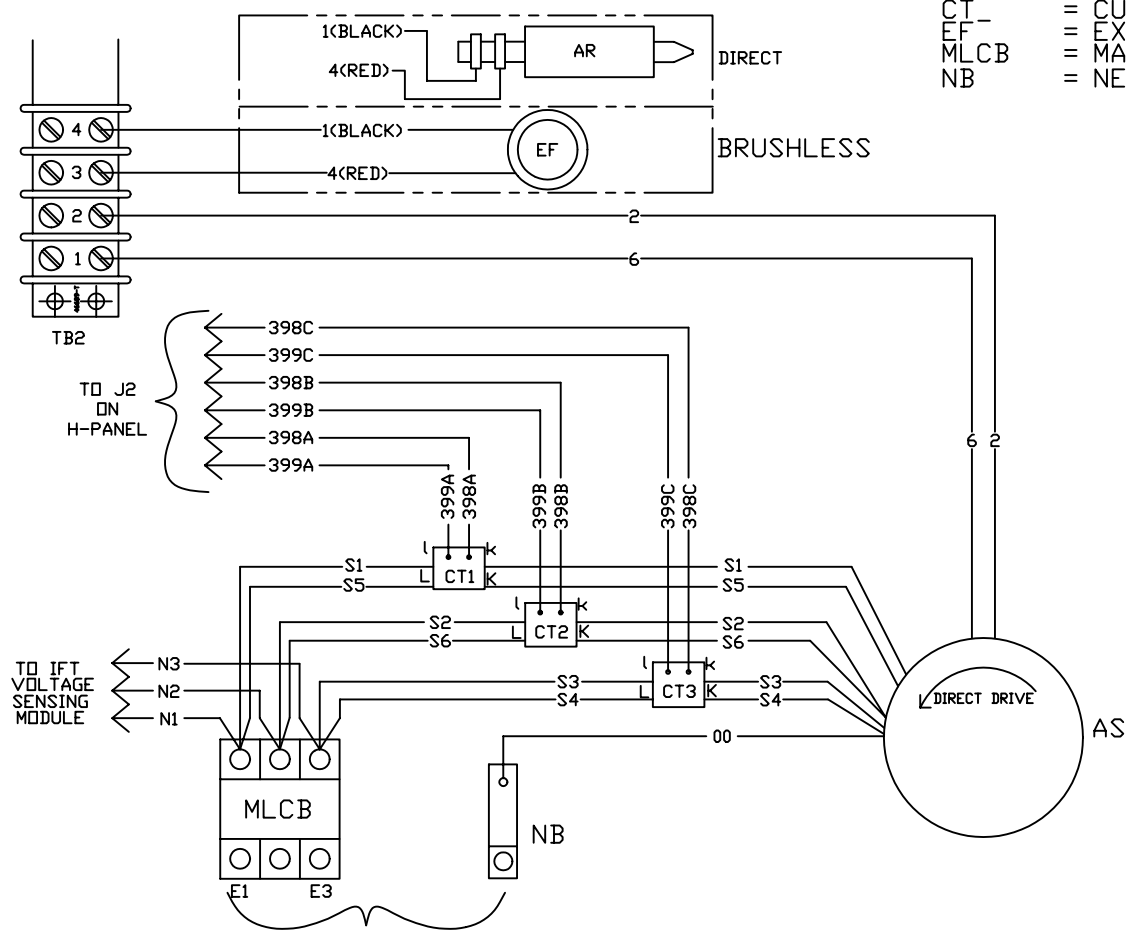 CT_ = CU
EF = EX
MLCB = MA
NB = NE
1(BLACK)
AR
DIRECT
4(RED)
4
1(BLACK)
EF
BRUSHLESS
3
4(RED)
2
2
1
6
TB2
398C
399C
TO J2
ON
H-PANEL
398B
399B
398A
399A
6 2
399A
398A
399B
398B
399C
398C
l k
S1
CT1
S1
L K
S5
S5
l k
S2
CT2
S2
L K
S6
S6
TO IFT
VOLTAGE
SENSING
MODULE
N3
N2
N1
l k
S3
CT3
S3
L K
S4
S4
DIRECT DRIVE
AS
00
MLCB
NB
E1 E3